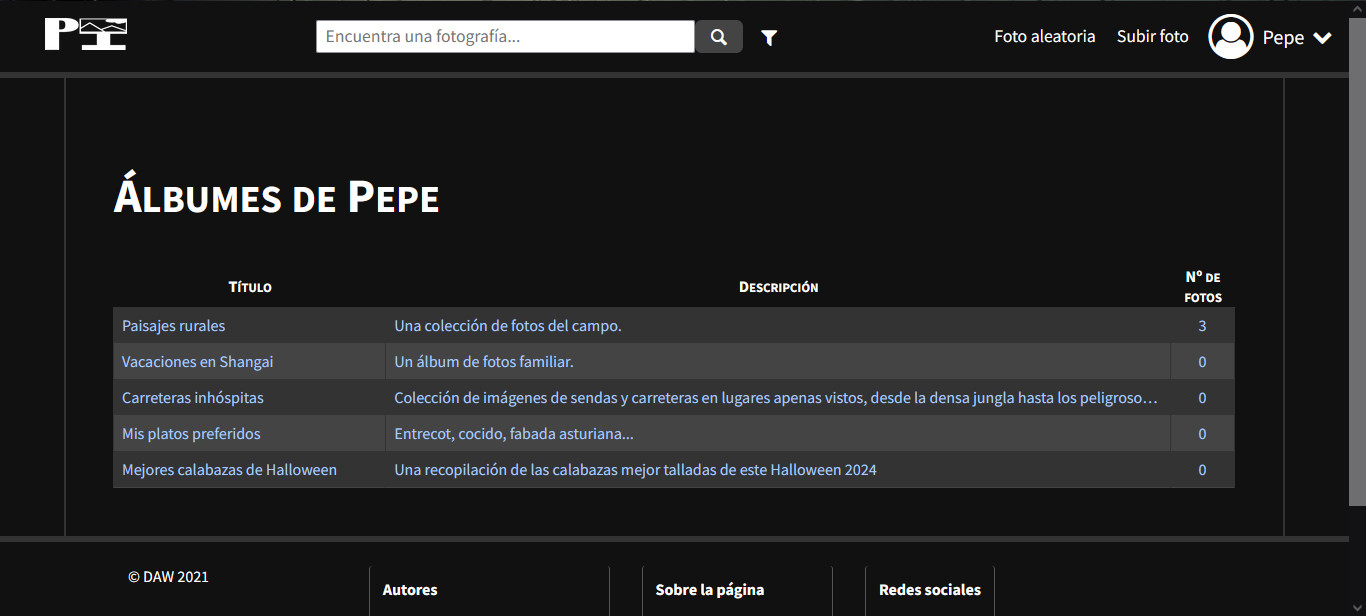 PI
Encuentra una fotografía...
Foto aleatoria
Subir foto
Pepe
Álbumes de Pepe
Título
Descripción
Nº de
fotos
Paisajes rurales
Una colección de fotos del campo.
3
Vacaciones en Shangai
Un álbum de fotos familiar.
0
Carreteras inhóspitas
Colección de imágenes de sendas y carreteras en lugares apenas vistos, desde la densa jungla hasta los peligroso…
0
Mis platos preferidos
Entrecot, cocido, fabada asturiana...
0
Mejores calabazas de Halloween
Una recopilación de las calabazas mejor talladas de este Halloween 2024
0
© DAW 2021
Autores
Sobre la página
Redes sociales